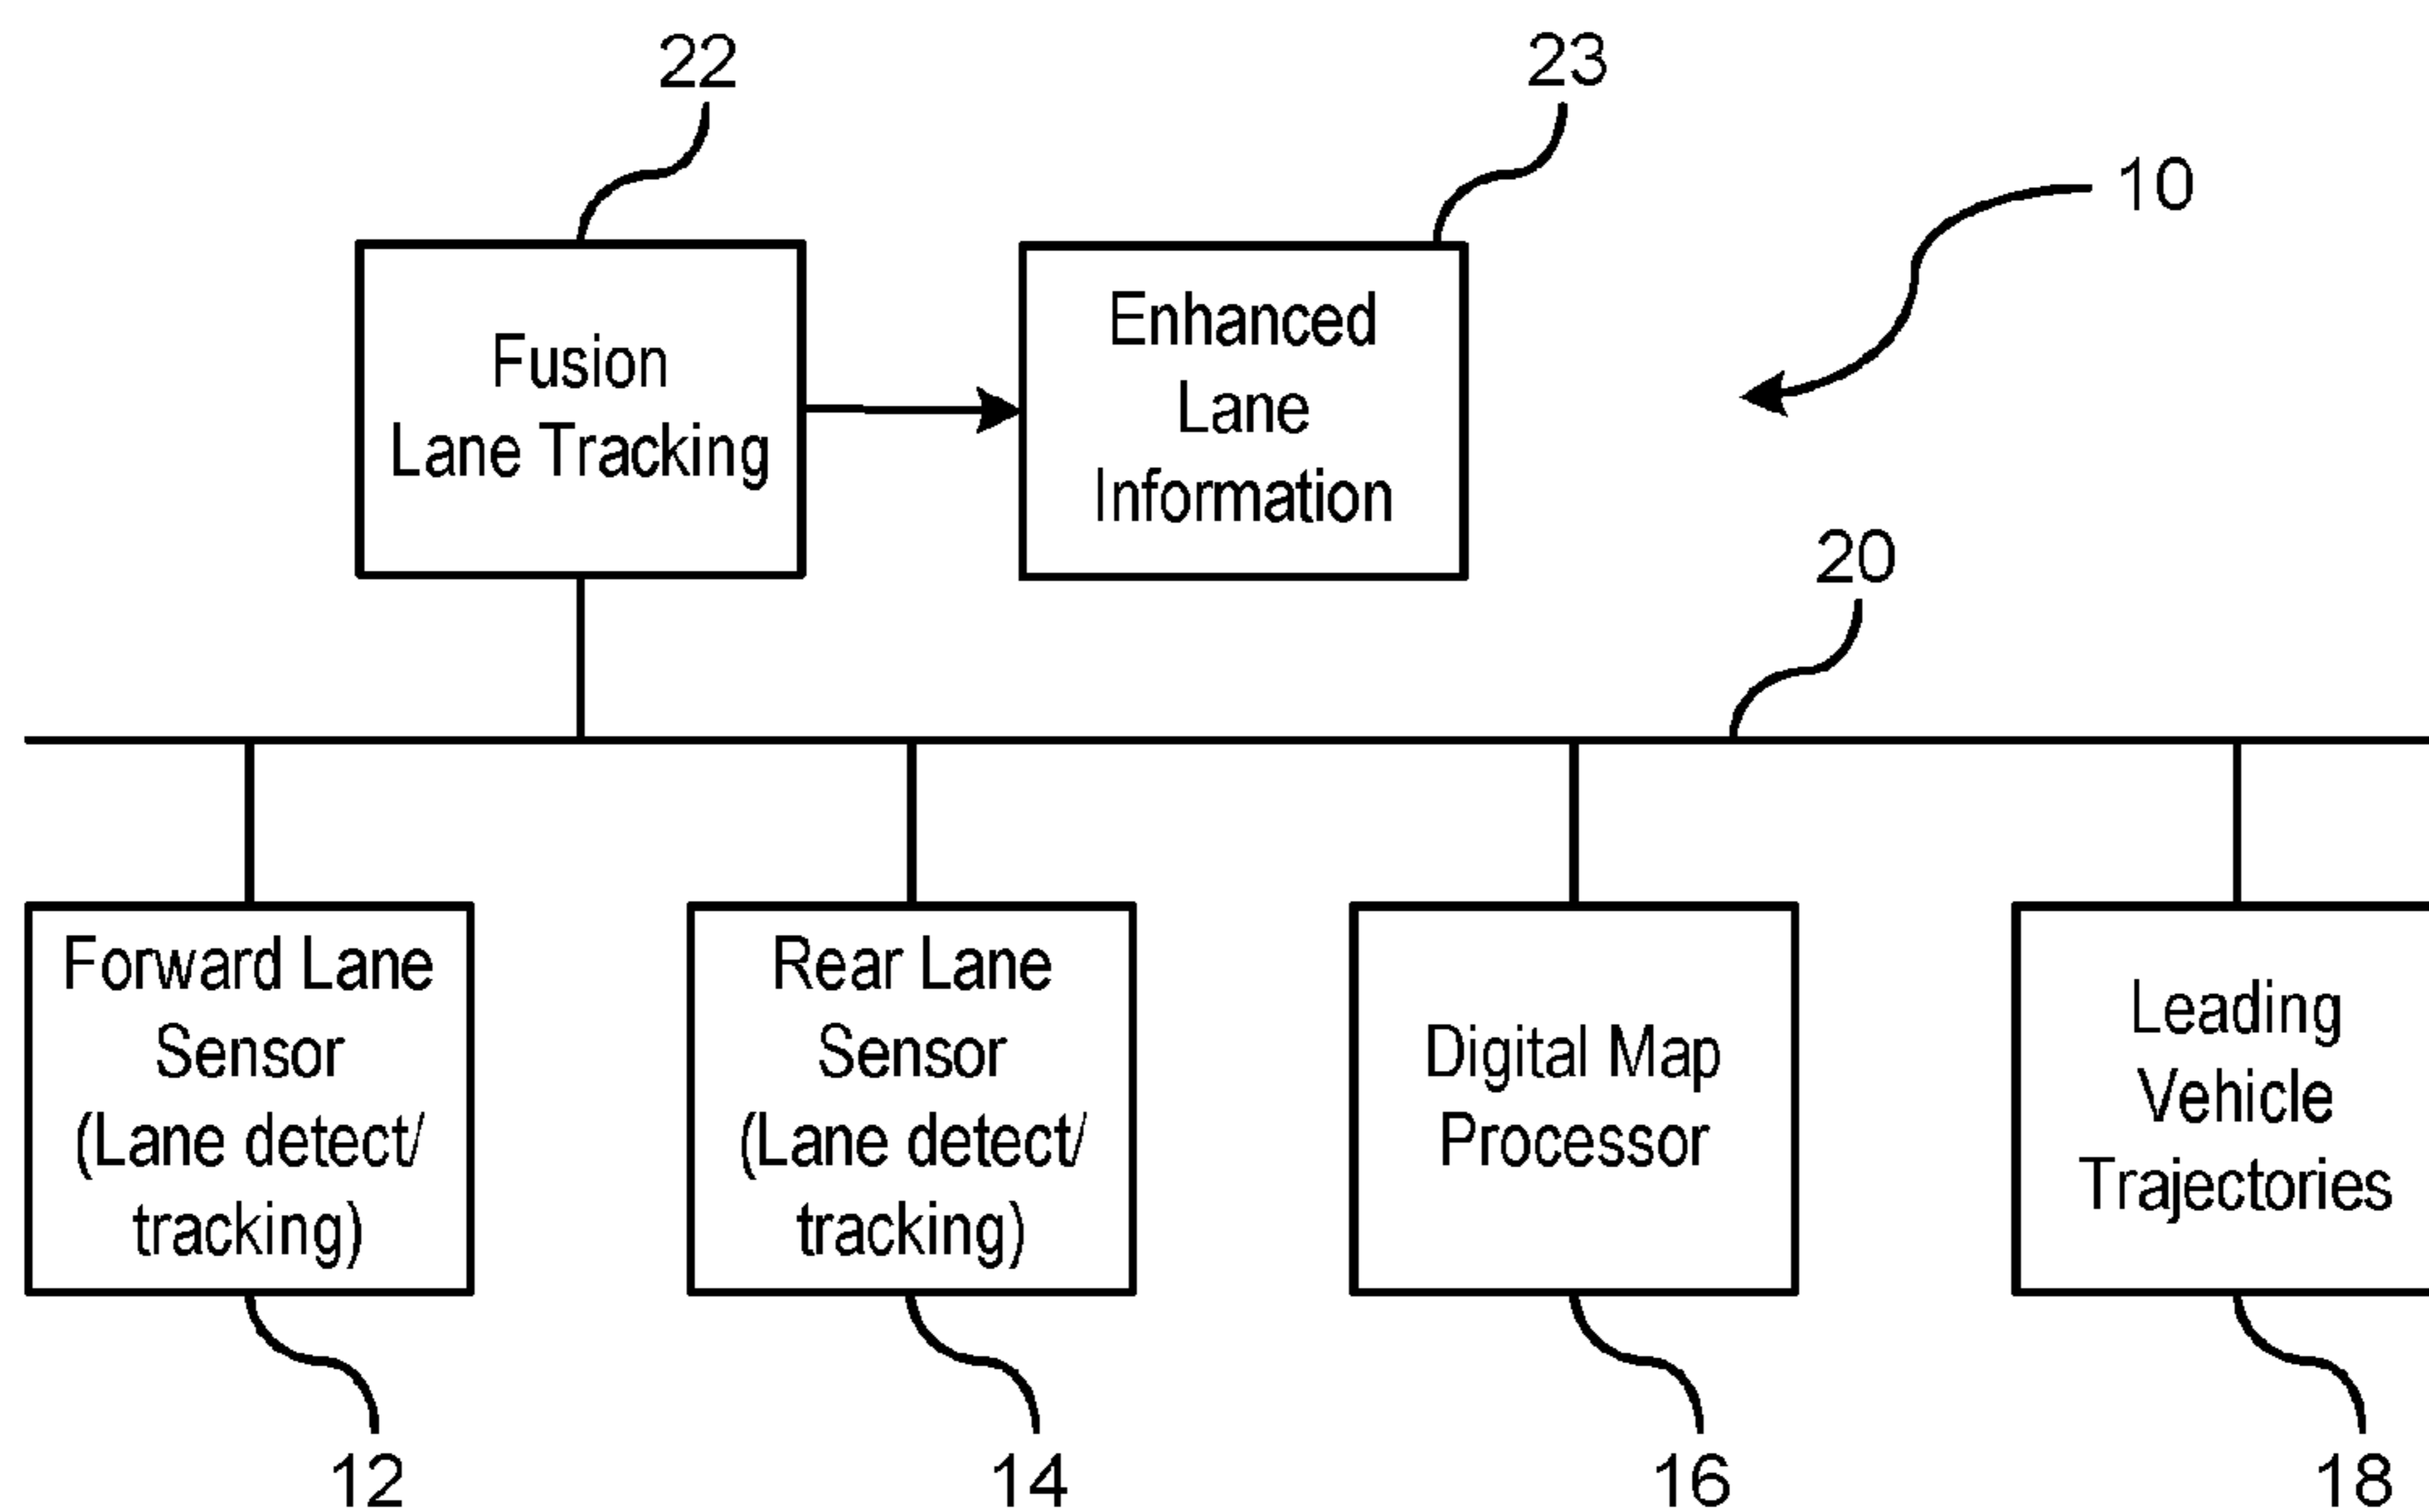 22
23
10
Fusion
Lane Tracking
Enhanced
Lane
Information
20
Forward Lane
Sensor
(Lane detect/
tracking)
Rear Lane
Sensor
(Lane detect/
tracking)
Digital Map
Processor
Leading
Vehicle
Trajectories
12
14
16
18